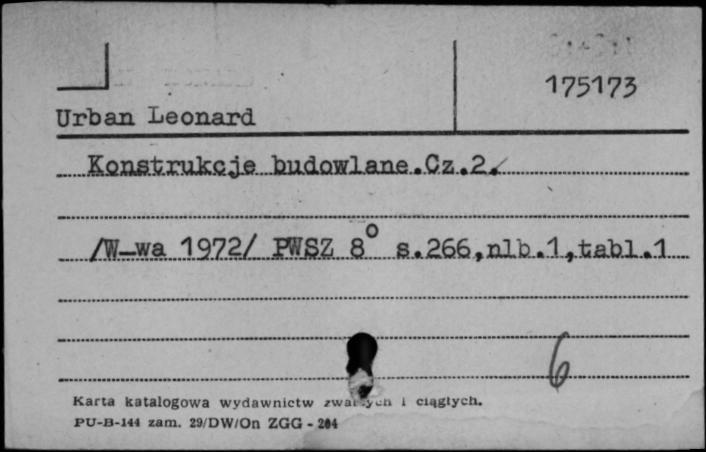 175173
Urban Leonard
Konstrukcje budowlane.Cz.2.
/W-wa 1972/ PWSZ 8° s.266,nlb.1,tabl.1
6
Karta katalogowa wydawnictw zwartych i ciągłych.
PU-B-144 zam. 29/DW/On ZGG - 204